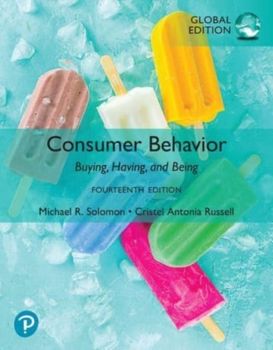 GLOBAL
EDITION
Consumer Behavior
Buying, Having, and Being
FOURTEENTH EDITION
Michael R. Solomon • Cristel Antonia Russell
P